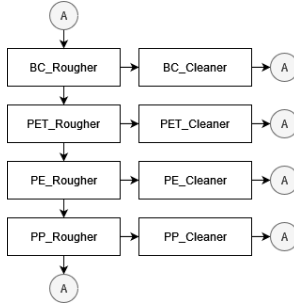 A
BC_Rougher BC_Cleaner A
PET_Rougher PET_Cleaner A
PE_Rougher PE_Cleaner A
PP_Rougher PP_Cleaner A
A